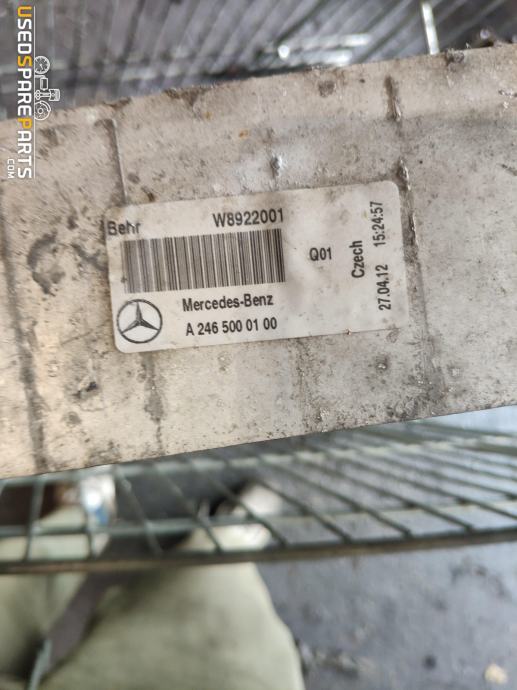 USEDSPAREPARTS
.COM
Behr W8922001
Q01
Czech
27.04.12 15:24:57
Mercedes-Benz
A 246 500 01 00